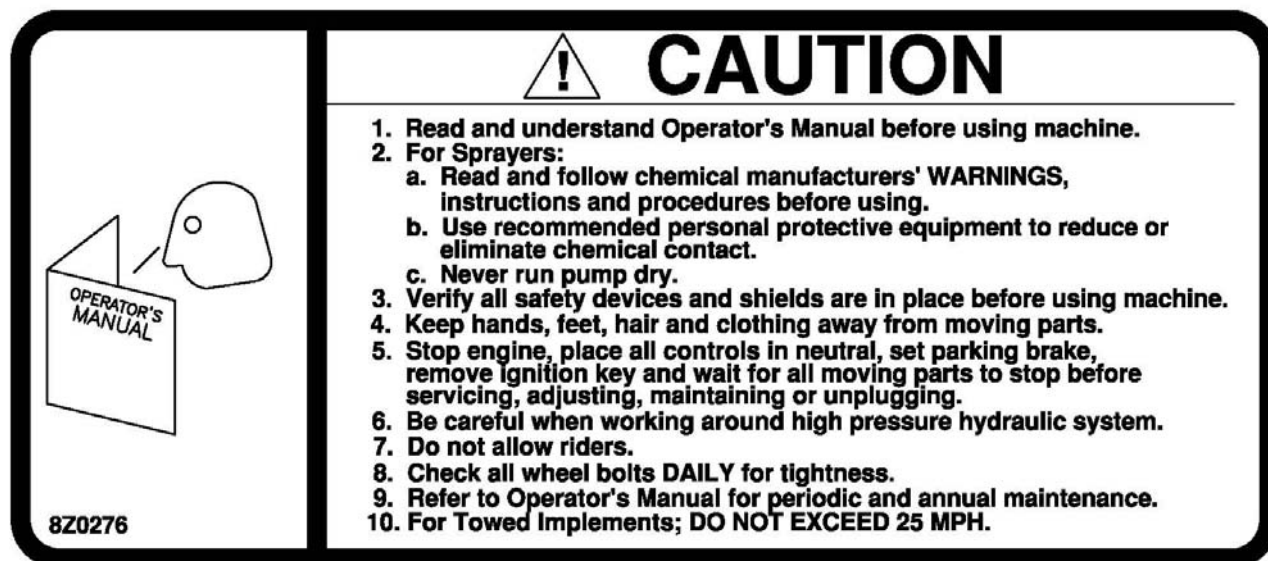 CAUTION
1. Read and understand Operator's Manual before using machine.
2. For Sprayers:
a. Read and follow chemical manufacturers' WARNINGS,
instructions and procedures before using.
b. Use recommended personal protective equipment to reduce or
eliminate chemical contact.
c. Never run pump dry.
3. Verify all safety devices and shields are in place before using machine.
4. Keep hands, feet, hair and clothing away from moving parts.
5. Stop engine, place all controls in neutral, set parking brake,
remove ignition key and wait for all moving parts to stop before
servicing, adjusting, maintaining or unplugging.
6. Be careful when working around high pressure hydraulic system.
7. Do not allow riders.
8. Check all wheel bolts DAILY for tightness.
9. Refer to Operator's Manual for periodic and annual maintenance.
10. For Towed Implements; DO NOT EXCEED 25 MPH.
OPERATOR'S
MANUAL
8Z0276